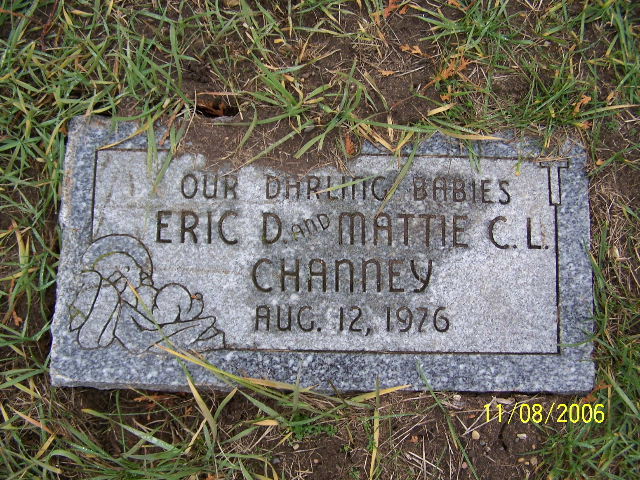 OUR DARLING BABIES
ERIC D. AND MATTIE C. L.
CHANNEY
AUG. 12, 1976
11/08/2006